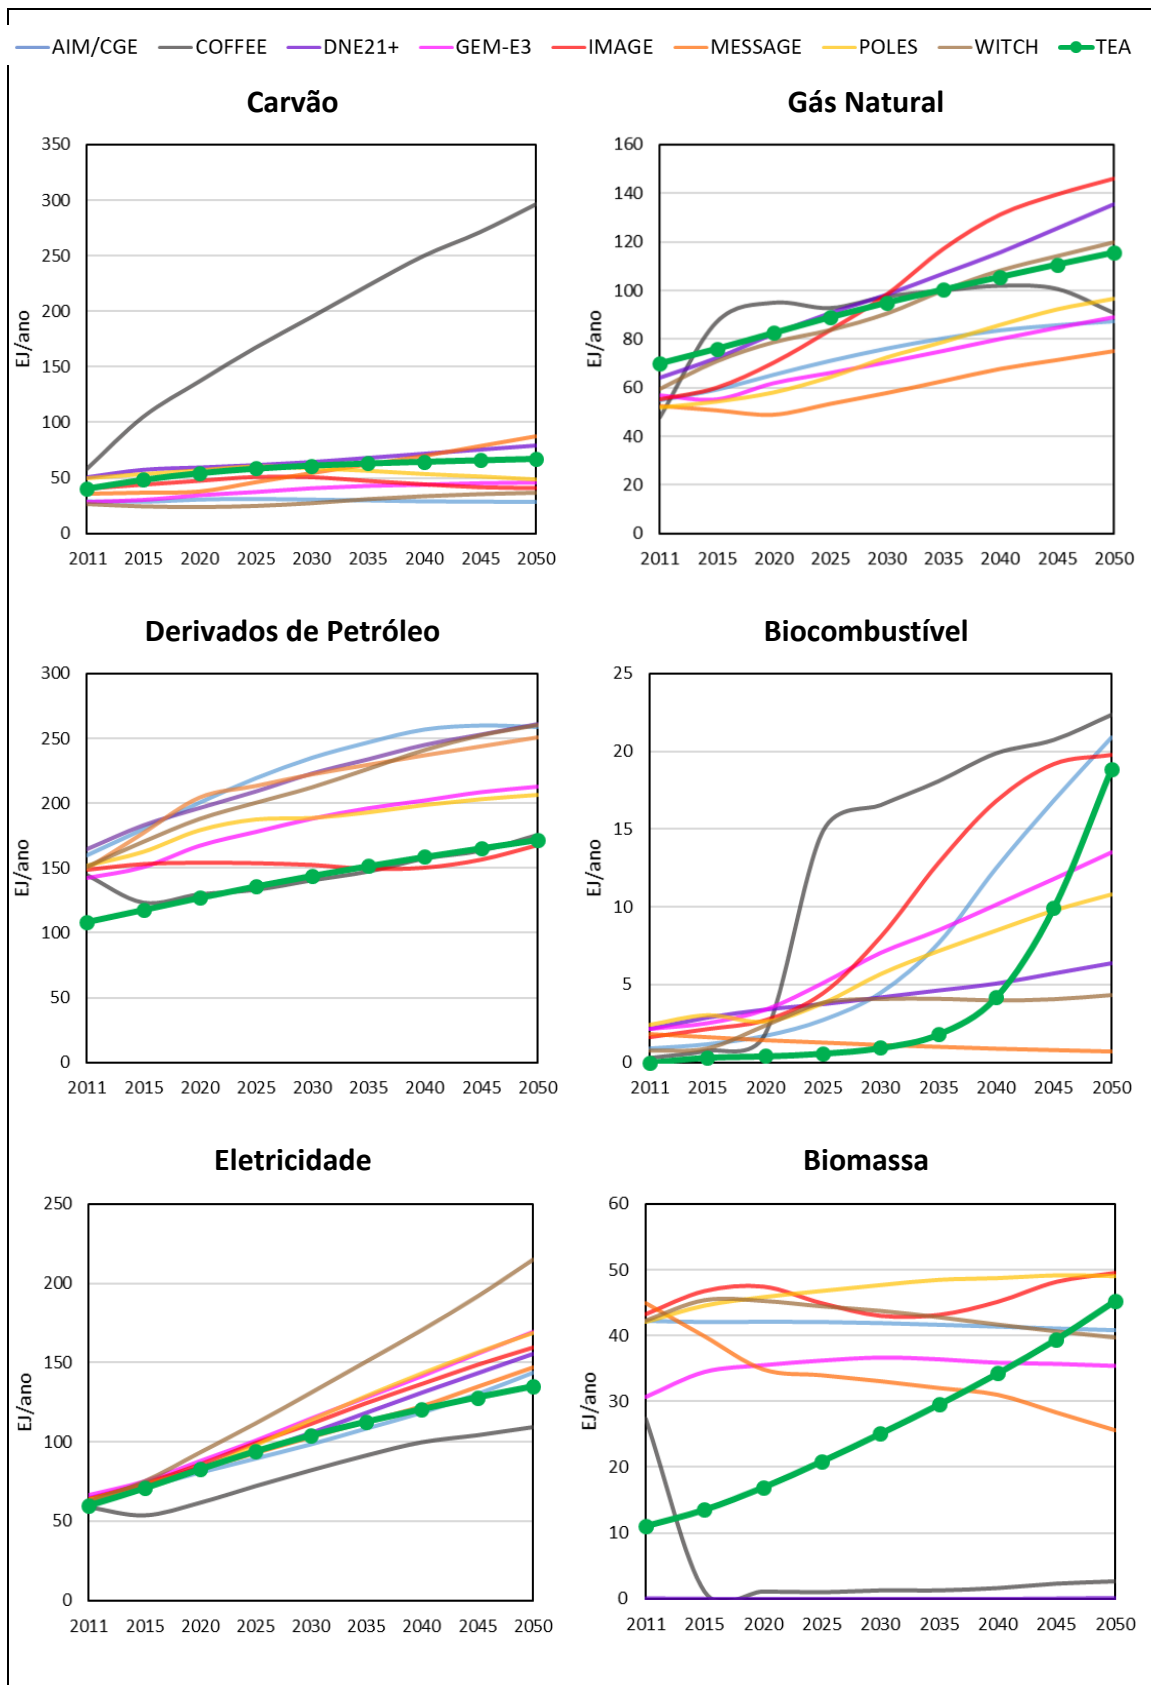 AIM/CGE COFFEE DNE21+ GEM-E3 IMAGE MESSAGE POLES WITCH TEA
Carvão
350
300
250
200
150
100
50
0
EJ/ano
2011 2015 2020 2025 2030 2035 2040 2045 2050
Gás Natural
160
140
120
100
80
60
40
20
0
EJ/ano
2011 2015 2020 2025 2030 2035 2040 2045 2050
Derivados de Petróleo
300
250
200
150
100
50
0
EJ/ano
2011 2015 2020 2025 2030 2035 2040 2045 2050
Biocombustível
25
20
15
10
5
0
EJ/ano
2011 2015 2020 2025 2030 2035 2040 2045 2050
Eletricidade
250
200
150
100
50
0
EJ/ano
2011 2015 2020 2025 2030 2035 2040 2045 2050
Biomassa
60
50
40
30
20
10
0
EJ/ano
2011 2015 2020 2025 2030 2035 2040 2045 2050